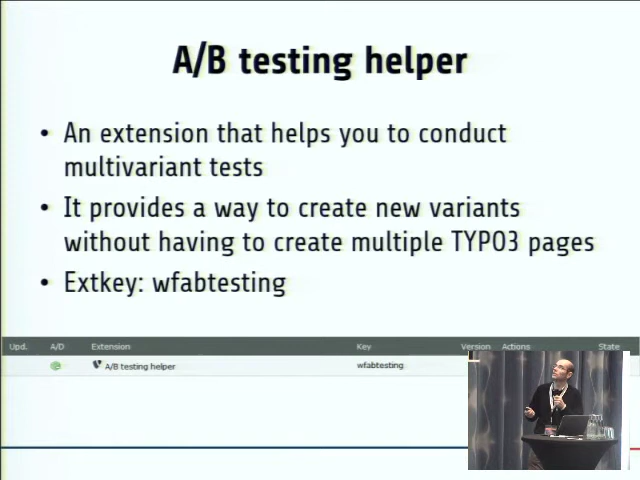 A/B testing helper
• An extension that helps you to conduct
multivariant tests
• It provides a way to create new variants
without having to create multiple TYPO3 pages
• Extkey: wfabtesting
Upd. A/D Extension Key Version Actions State
A/B testing helper wfabtesting